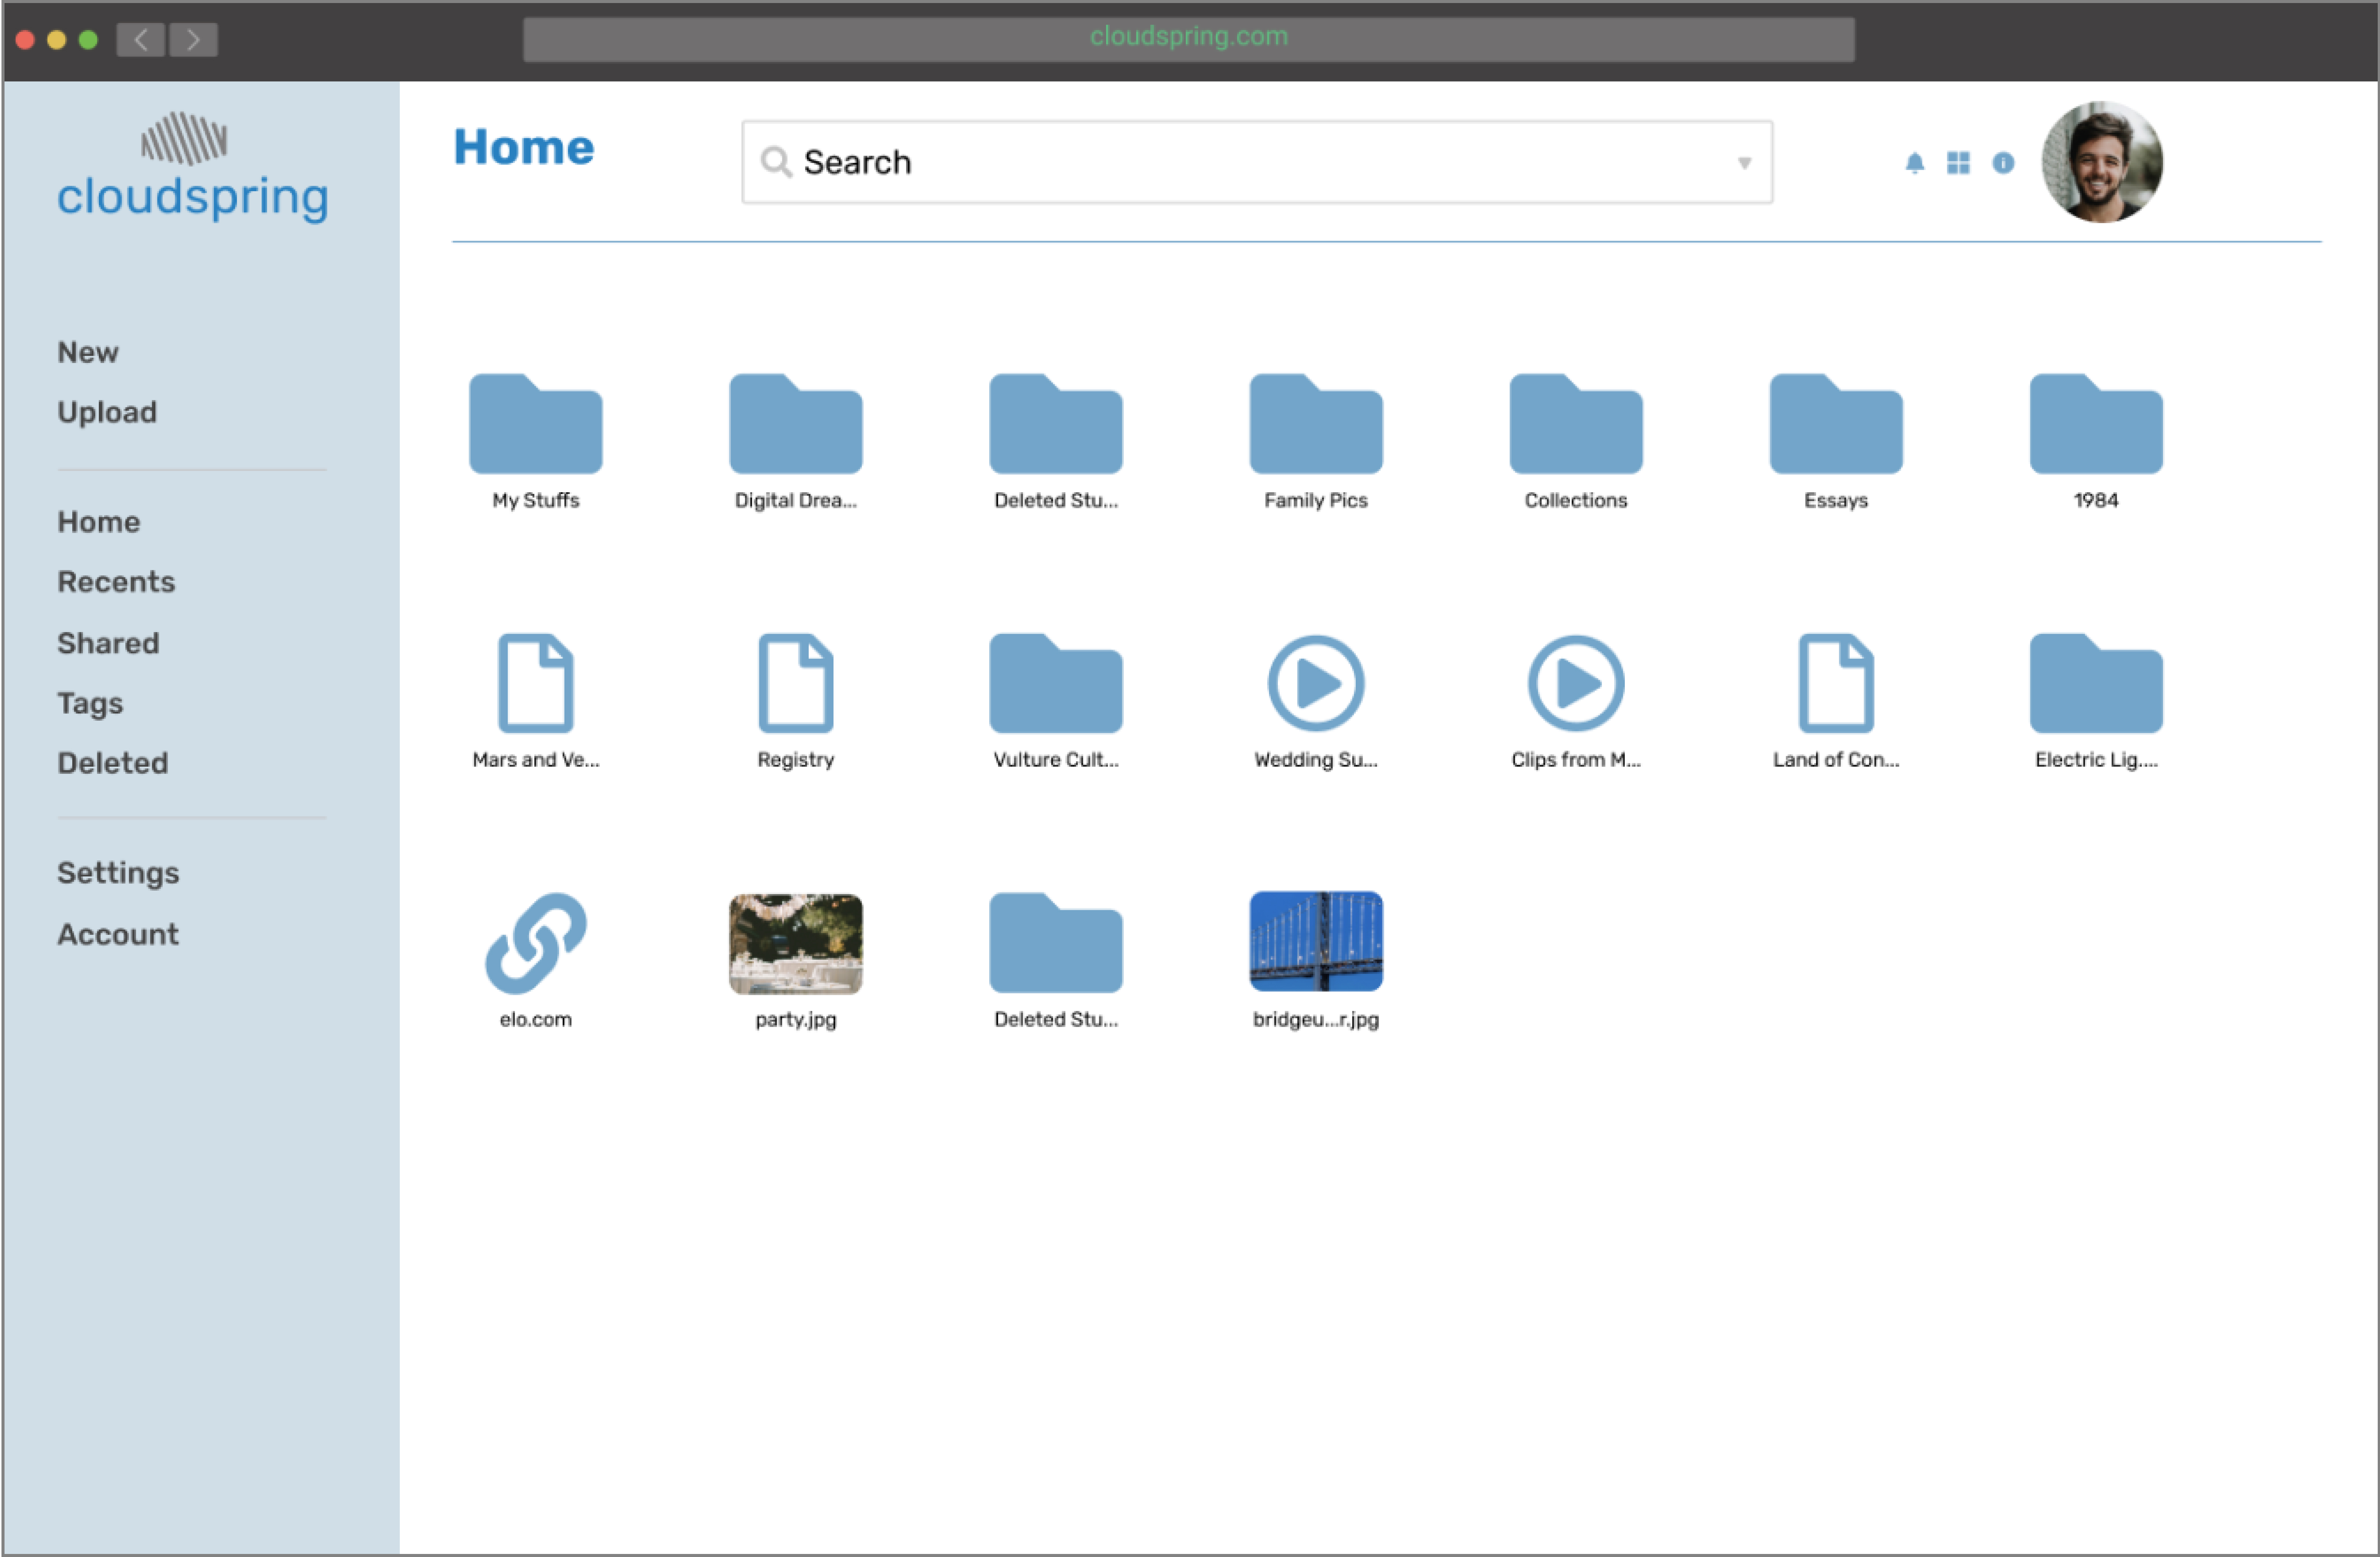 cloudspring.com
cloudspring
New
Upload
Home
Recents
Shared
Tags
Deleted
Settings
Account
Home
Search
My Stuffs
Digital Drea...
Deleted Stu...
Family Pics
Collections
Essays
1984
Mars and Ve...
Registry
Vulture Cult...
Wedding Su...
Clips from M...
Land of Con...
Electric Lig....
elo.com
party.jpg
Deleted Stu...
bridgeu...r.jpg